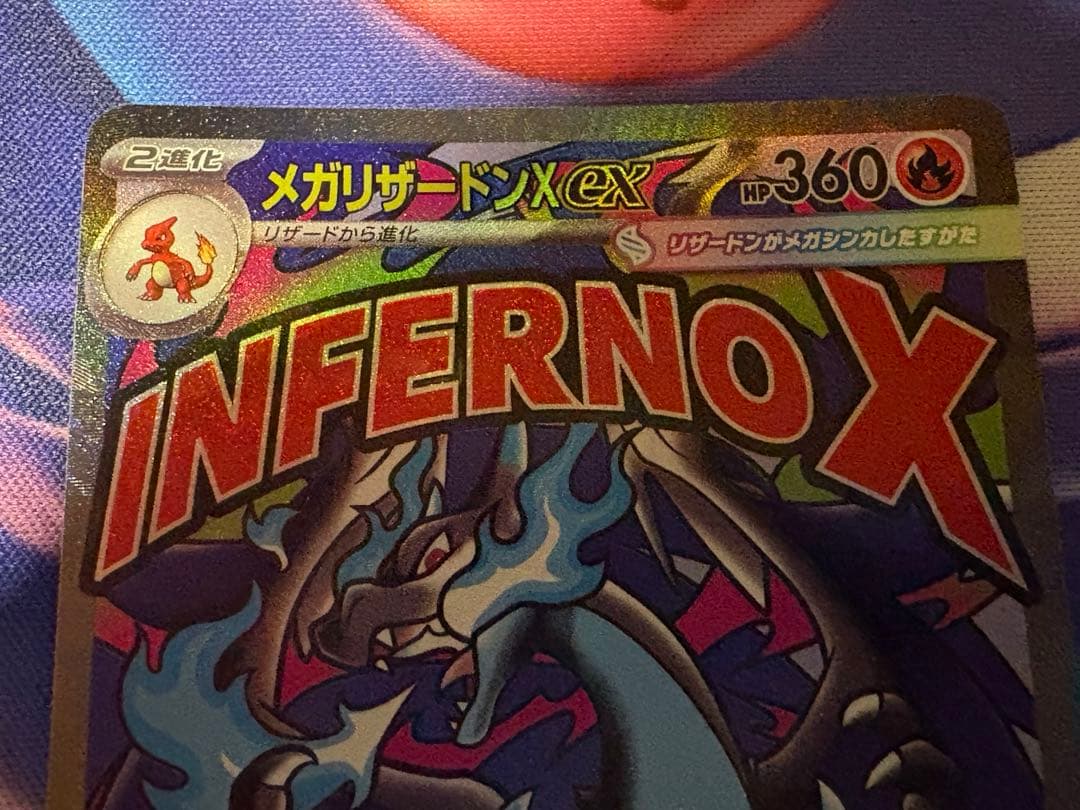 2進化 メガリザードンXex HP360
リザードから進化 リザードンがメガシンカしたすがた
INFERNO X